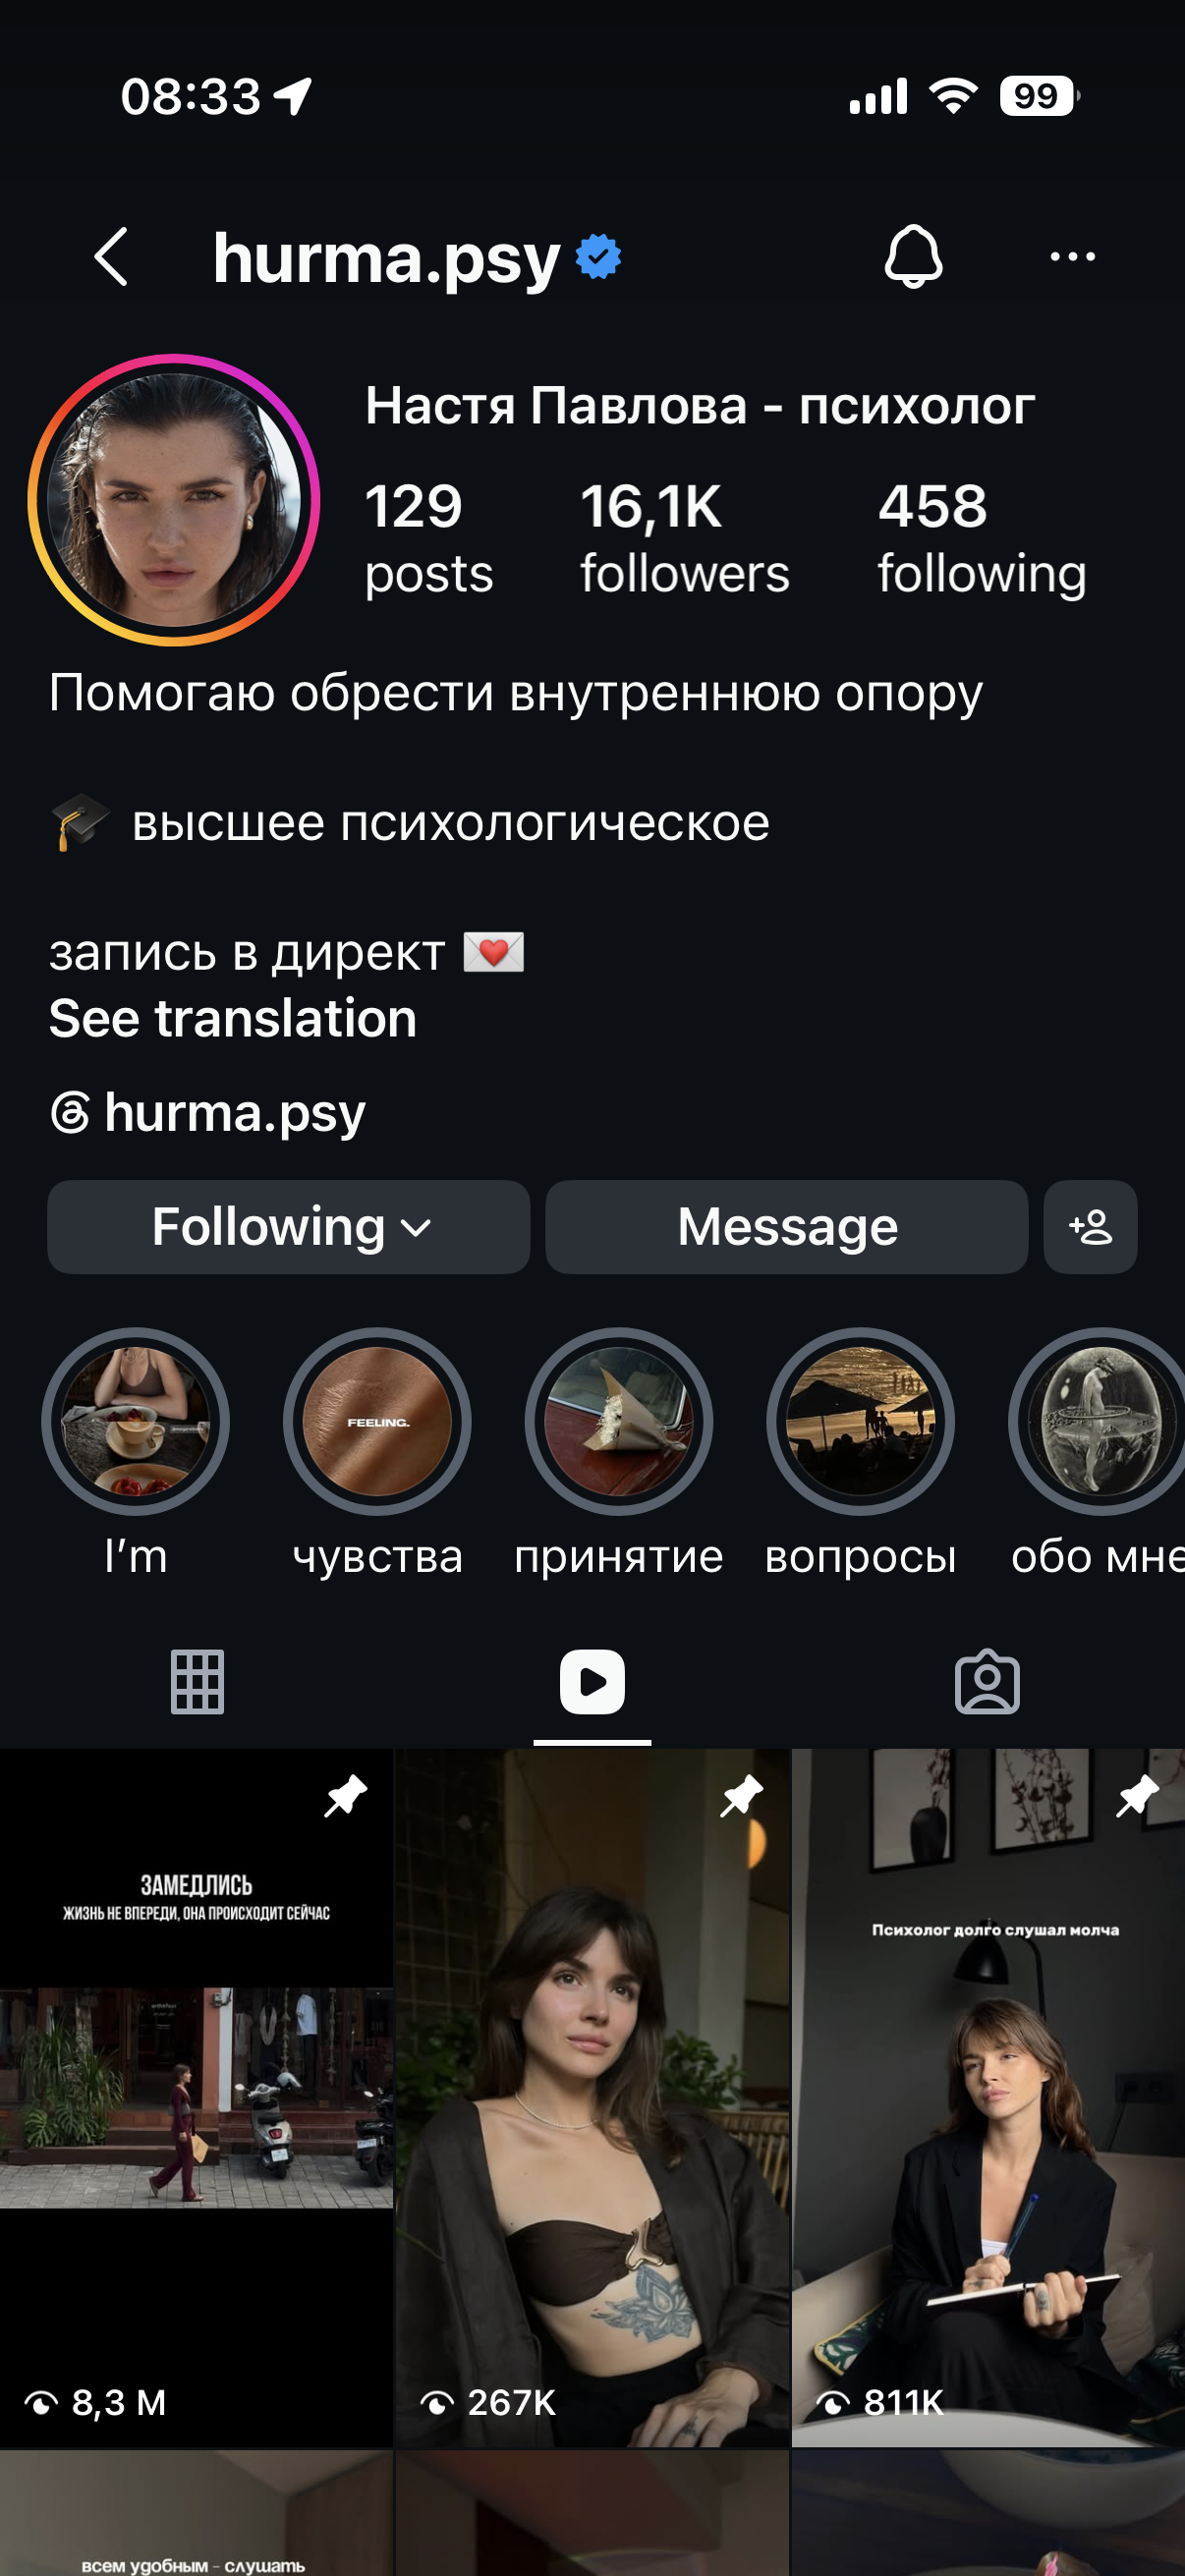 08:33
99
hurma.psy
Настя Павлова - психолог
129
16,1K
458
posts
followers
following
Помогаю обрести внутреннюю опору
🎓 высшее психологическое
запись в директ 💌
See translation
hurma.psy
Following
Message
FEELING.
I'm
чувства
принятие
вопросы
обо мне
ЗАМЕДЛИСЬ
ЖИЗНЬ НЕ ВПЕРЕДИ, ОНА ПРОИСХОДИТ СЕЙЧАС
Психолог долго слушал молча
8,3 M
267K
811K
всем удобным - слушать